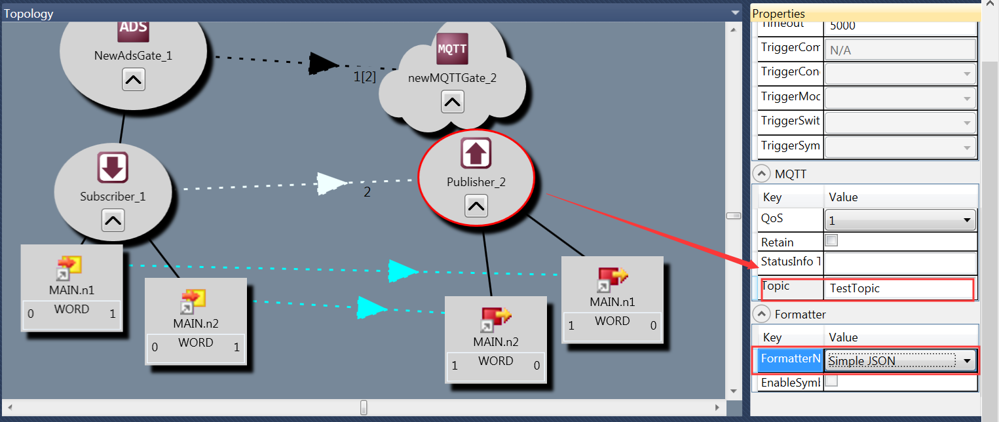 Topology
ADS
NewAdsGate_1
1[2]
MQTT
newMQTTGate_2
Subscriber_1
2
Publisher_2
MAIN.n1
0 WORD 1
MAIN.n2
0 WORD 1
MAIN.n2
1 WORD 0
MAIN.n1
1 WORD 0
Properties
Timeout 5000
TriggerCom N/A
TriggerCon
TriggerMod
TriggerSwit
TriggerSym
MQTT
Key Value
QoS 1
Retain
StatusInfo T
Topic TestTopic
Formatter
Key Value
FormatterN Simple JSON
EnableSymb